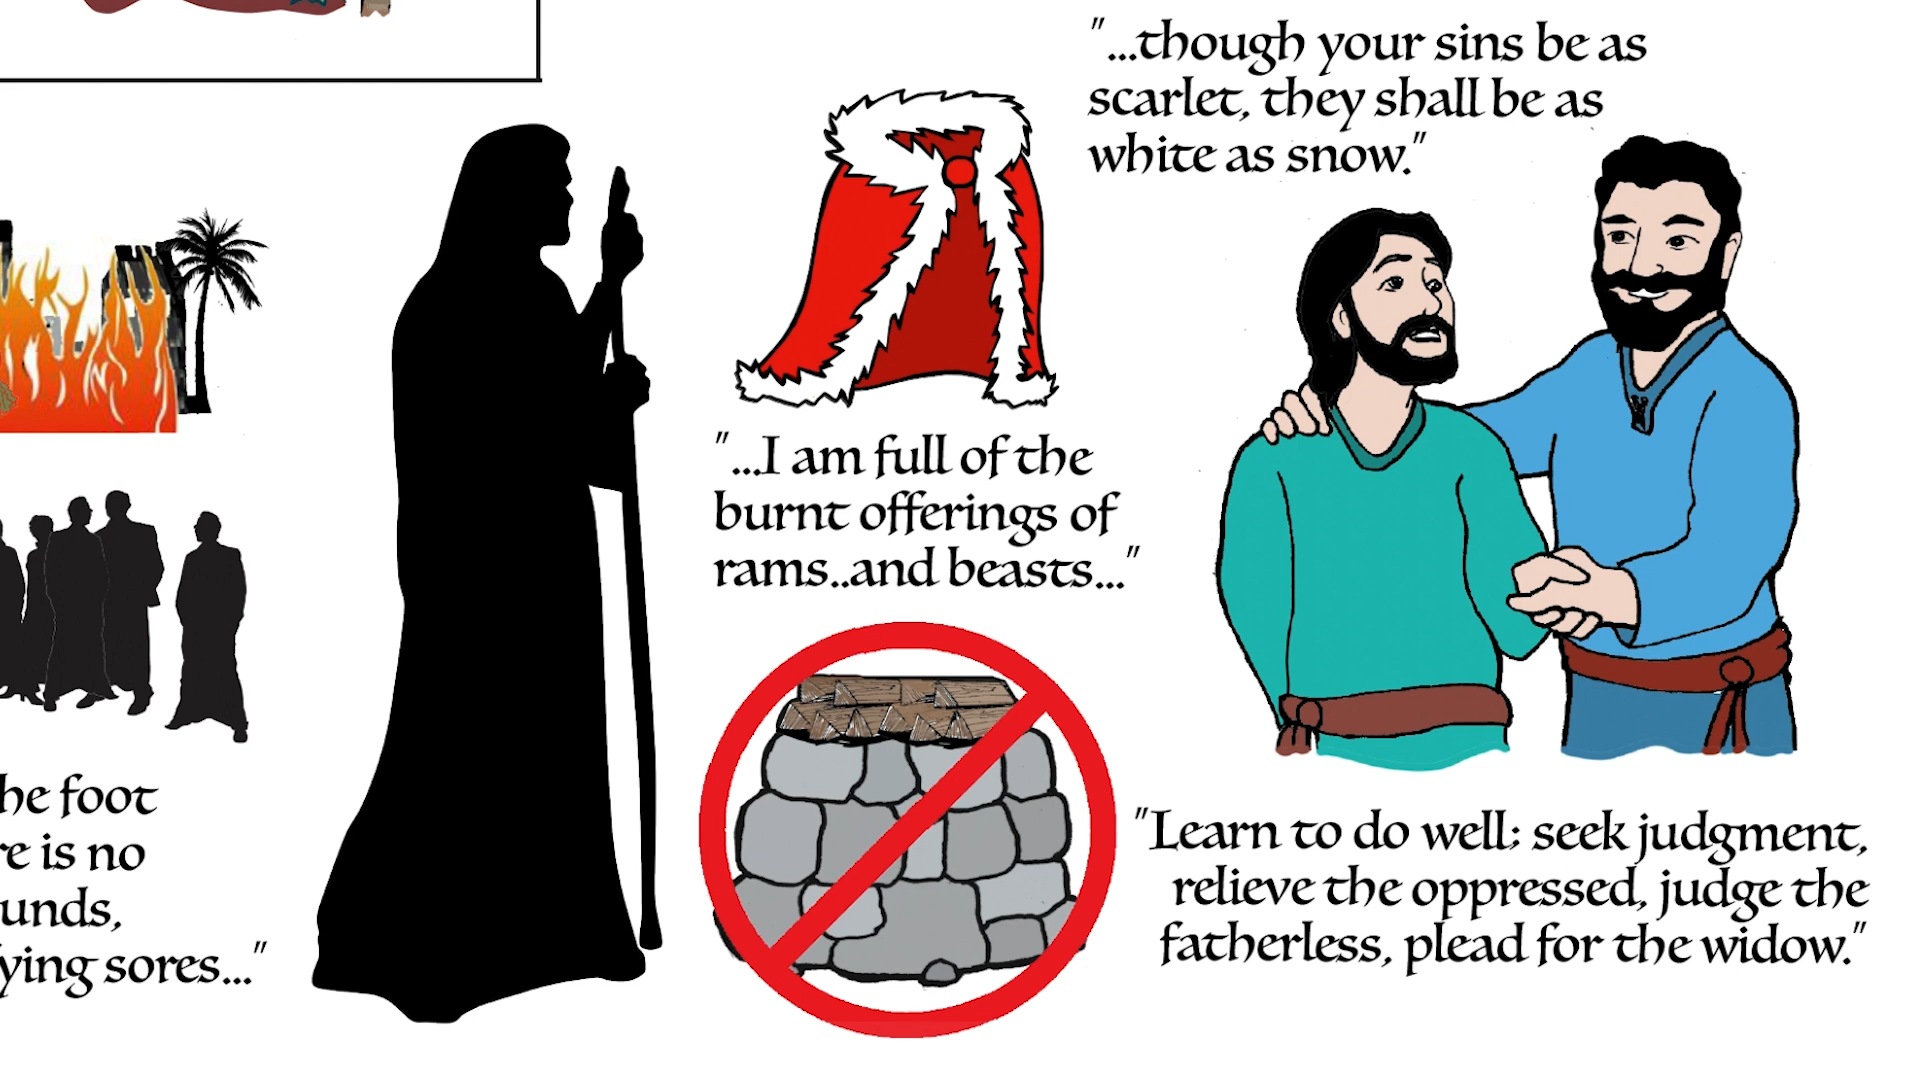 "...though your sins be as
scarlet, they shall be as
white as snow."
"...I am full of the
burnt offerings of
rams..and beasts..."
he foot
re is no
unds,
ying sores..."
"Learn to do well; seek judgment,
relieve the oppressed, judge the
fatherless, plead for the widow."